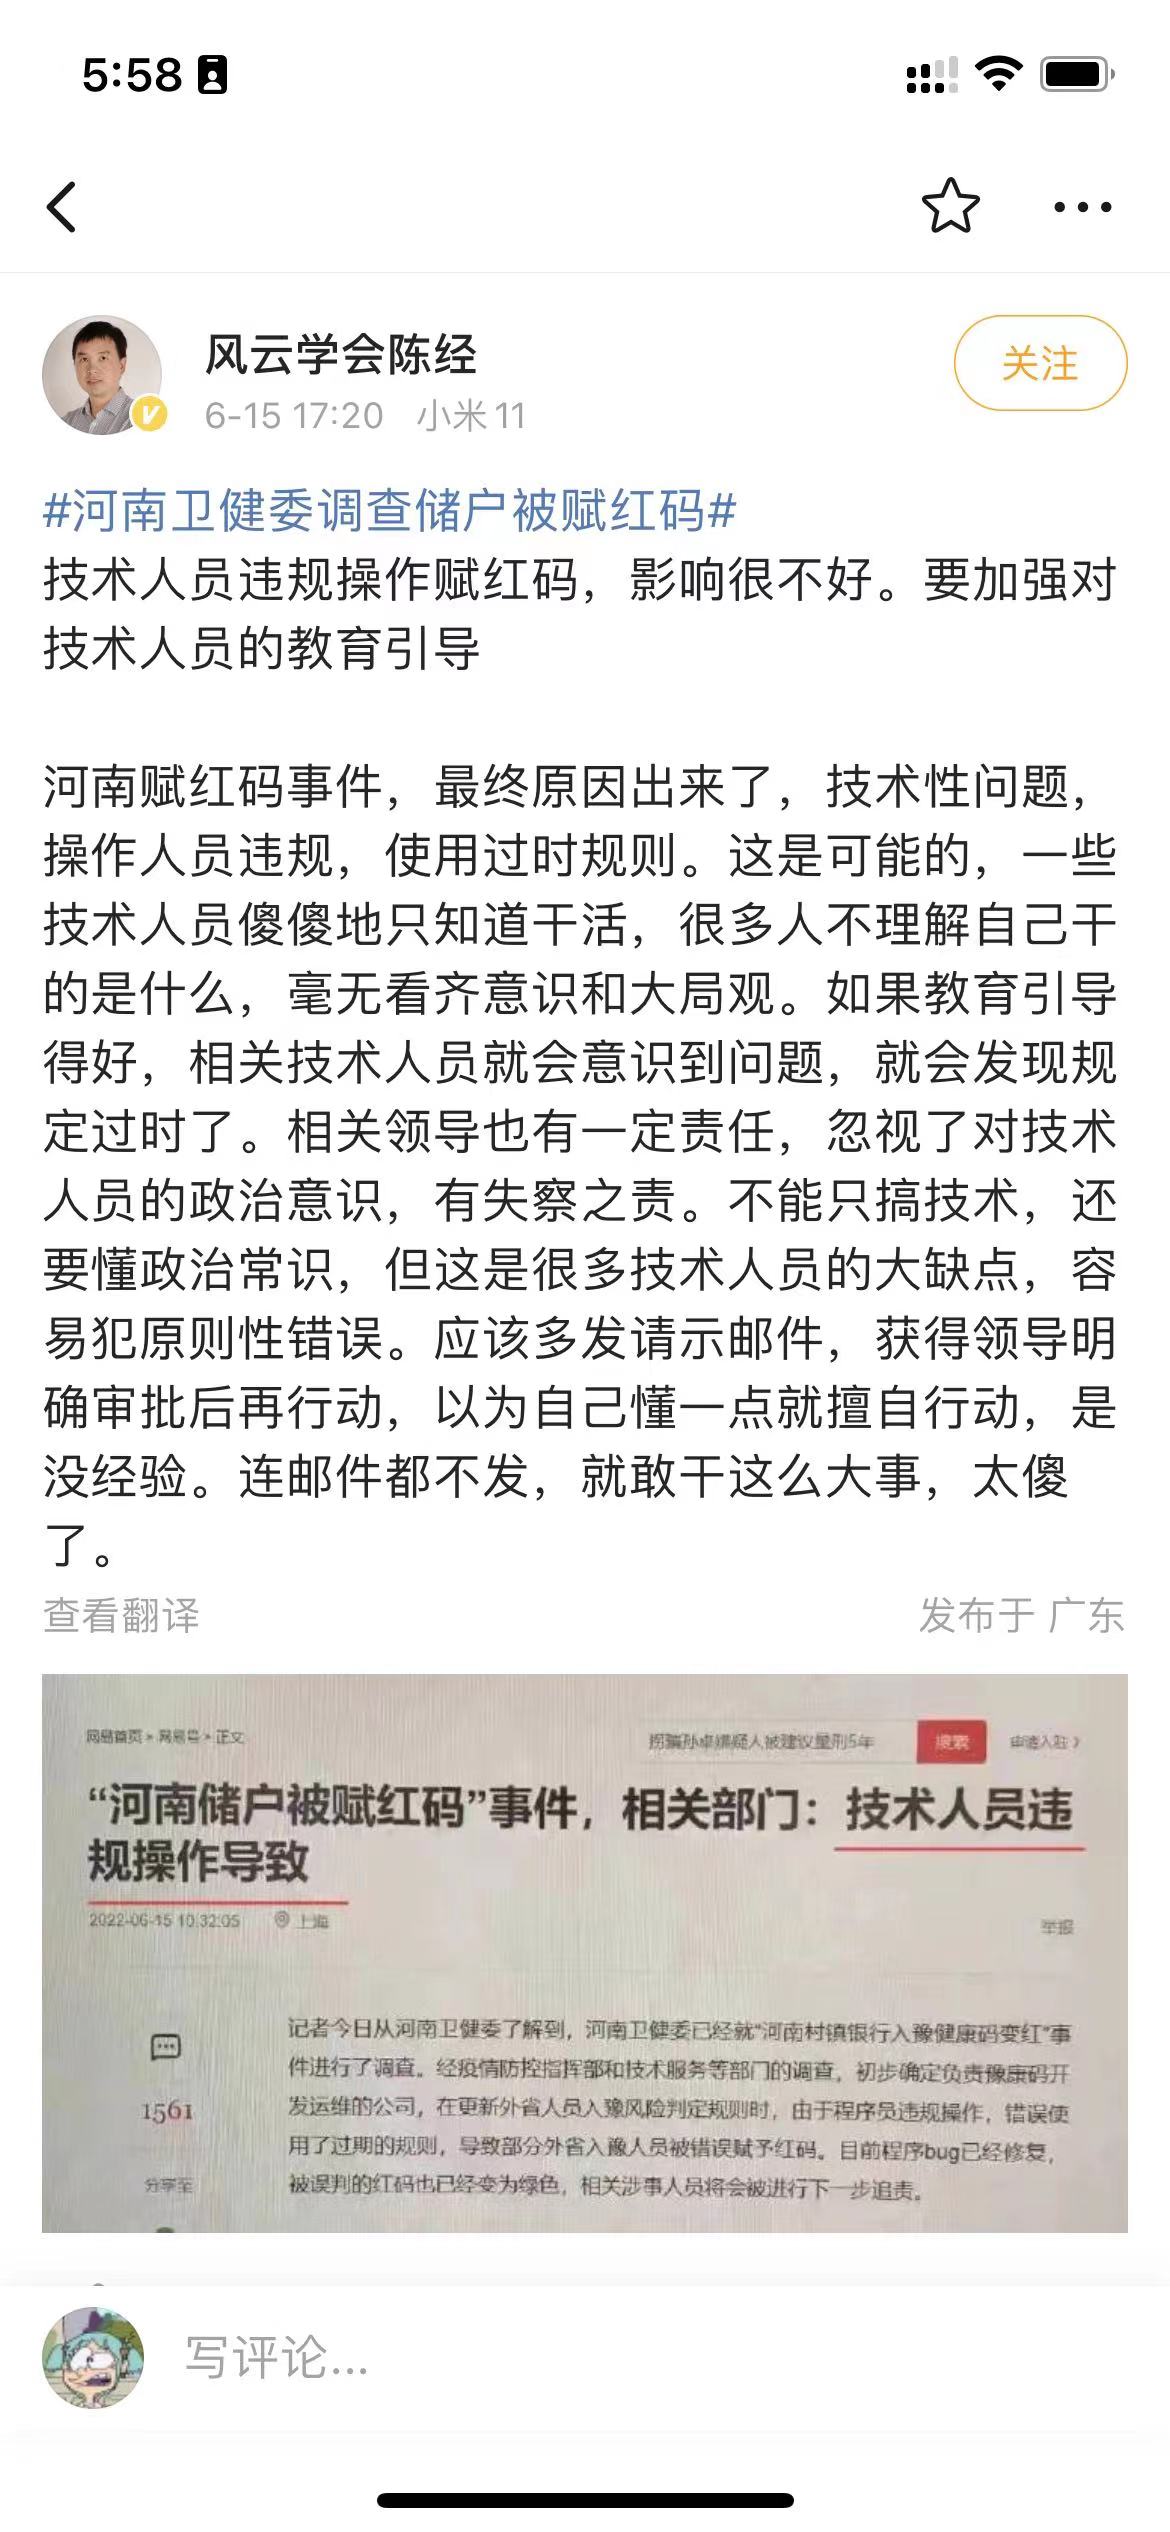 5:58
风云学会陈经
关注
6-15 17:20 小米11
#河南卫健委调查储户被赋红码#
技术人员违规操作赋红码，影响很不好。要加强对
技术人员的教育引导
河南赋红码事件，最终原因出来了，技术性问题，
操作人员违规，使用过时规则。这是可能的，一些
技术人员傻傻地只知道干活，很多人不理解自己干
的是什么，毫无看齐意识和大局观。如果教育引导
得好，相关技术人员就会意识到问题，就会发现规
定过时了。相关领导也有一定责任，忽视了对技术
人员的政治意识，有失察之责。不能只搞技术，还
要懂政治常识，但这是很多技术人员的大缺点，容
易犯原则性错误。应该多发请示邮件，获得领导明
确审批后再行动，以为自己懂一点就擅自行动，是
没经验。连邮件都不发，就敢干这么大事，太傻
了。
查看翻译 发布于 广东
网易首页 > 网易号 > 正文
拐骗孙卓嫌疑人被建议量刑5年 搜索 申请入驻 >
“河南储户被赋红码”事件，相关部门：技术人员违
规操作导致
2022-06-15 10:32:05 上海
举报
记者今日从河南卫健委了解到，河南卫健委已经就“河南村镇银行入豫健康码变红”事
件进行了调查。经疫情防控指挥部和技术服务等部门的调查，初步确定负责豫康码开
发运维的公司，在更新外省人员入豫风险判定规则时，由于程序员违规操作，错误使
用了过期的规则，导致部分外省入豫人员被错误赋予红码。目前程序bug已经修复，
被误判的红码也已经变为绿色，相关涉事人员将会被进行下一步追责。
1561
分享至
写评论...